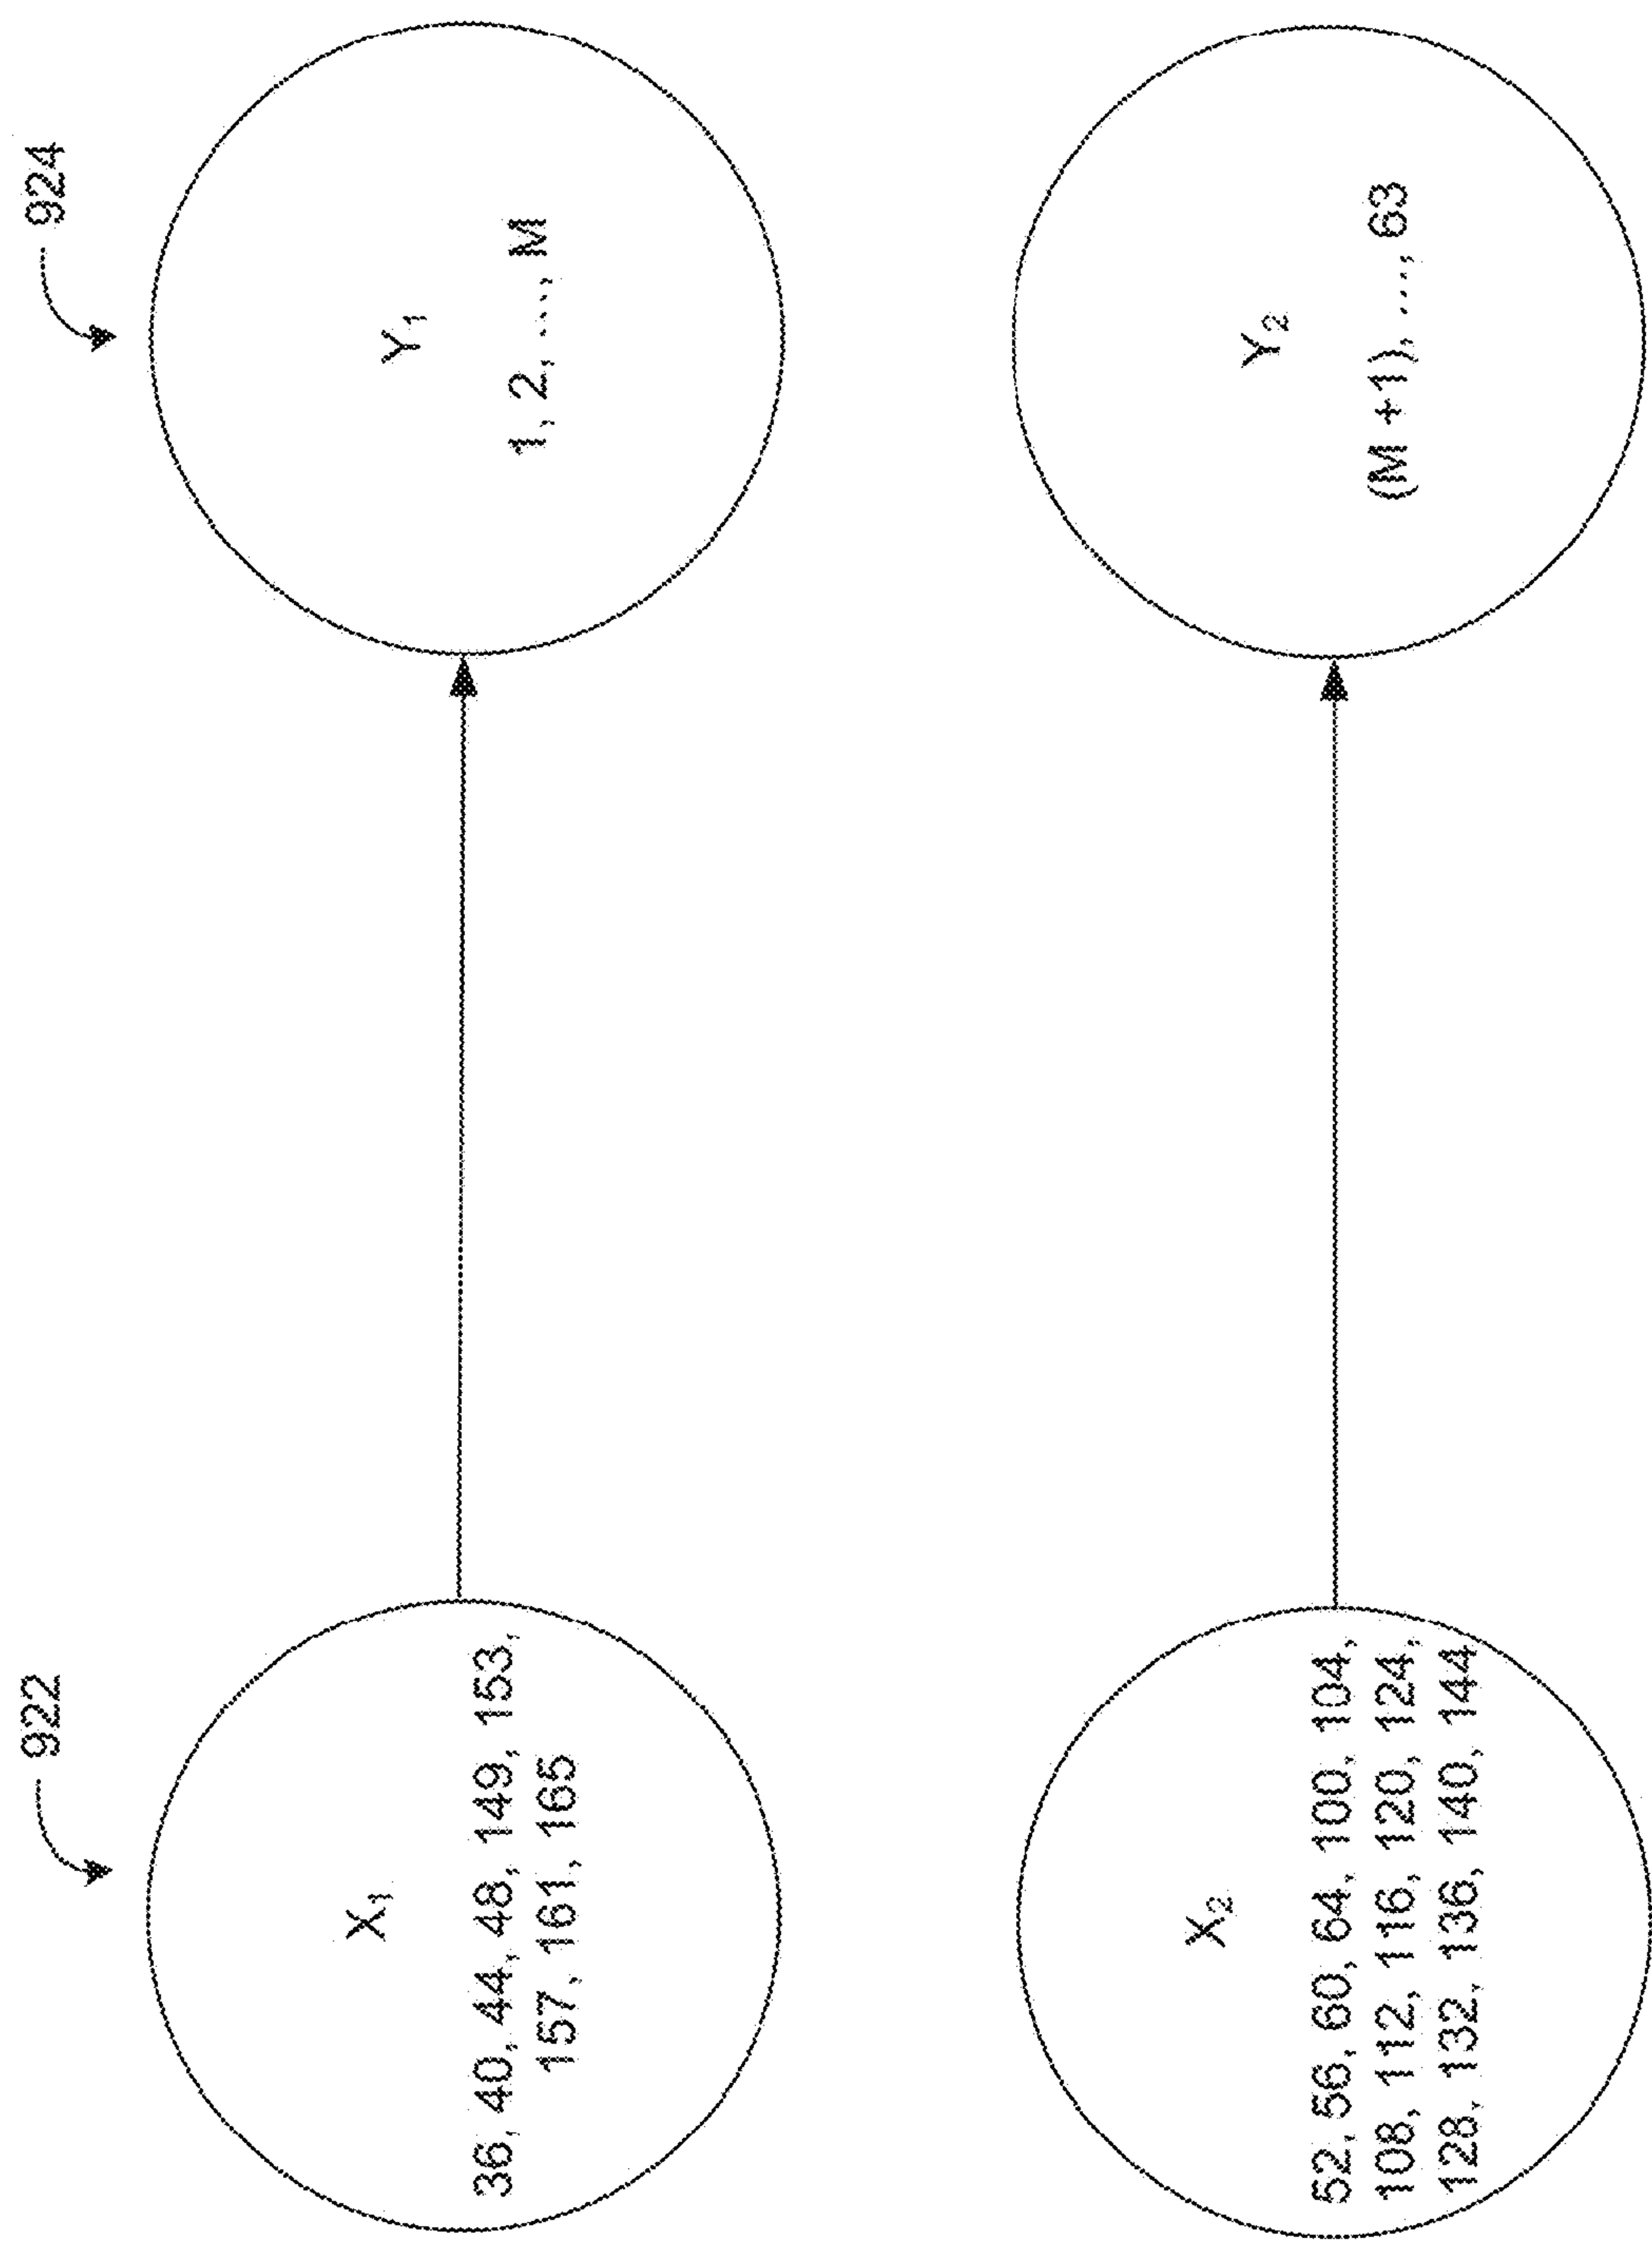 922
924
X₁
36, 40, 44, 48, 149, 153,
157, 161, 165
Y₁
1, 2, ..., M
X₂
52, 56, 60, 64, 100, 104,
108, 112, 116, 120, 124,
128, 132, 136, 140, 144
Y₂
(M +1), ..., 63